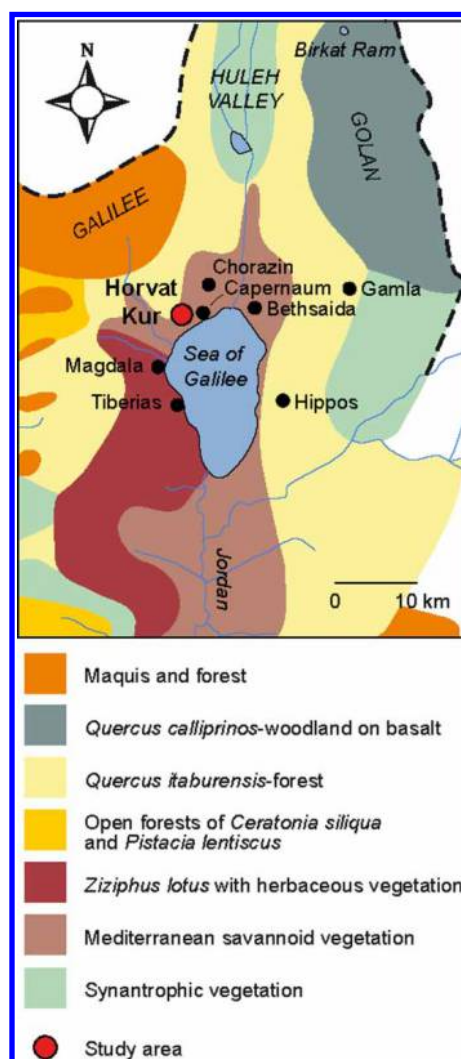 N
Birkat Ram
HULEH
VALLEY
GOLAN
GALILEE
Chorazin
Horvat
Kur
Capernaum
Gamla
Bethsaida
Magdala
Sea of
Galilee
Tiberias
Hippos
Jordan
0 10 km
Maquis and forest
Quercus calliprinos-woodland on basalt
Quercus itaburensis-forest
Open forests of Ceratonia siliqua
and Pistacia lentiscus
Ziziphus lotus with herbaceous vegetation
Mediterranean savannoid vegetation
Synantrophic vegetation
Study area